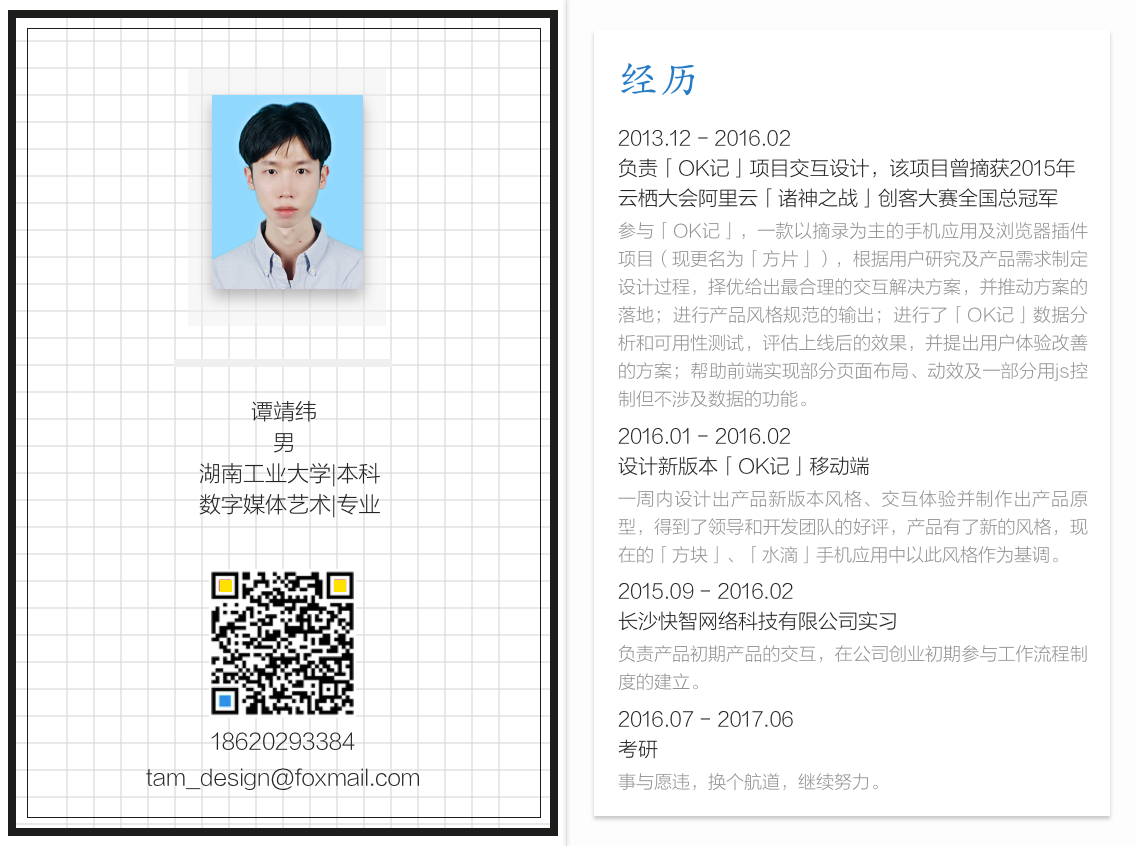 谭靖纬
男
湖南工业大学|本科
数字媒体艺术|专业
18620293384
tam_design@foxmail.com
经历
2013.12 – 2016.02
负责「OK记」项目交互设计，该项目曾摘获2015年
云栖大会阿里云「诸神之战」创客大赛全国总冠军
参与「OK记」，一款以摘录为主的手机应用及浏览器插件
项目（现更名为「方片」），根据用户研究及产品需求制定
设计过程，择优给出最合理的交互解决方案，并推动方案的
落地；进行产品风格规范的输出；进行了「OK记」数据分
析和可用性测试，评估上线后的效果，并提出用户体验改善
的方案；帮助前端实现部分页面布局、动效及一部分用js控
制但不涉及数据的功能。
2016.01 – 2016.02
设计新版本「OK记」移动端
一周内设计出产品新版本风格、交互体验并制作出产品原
型，得到了领导和开发团队的好评，产品有了新的风格，现
在的「方块」、「水滴」手机应用中以此风格作为基调。
2015.09 – 2016.02
长沙快智网络科技有限公司实习
负责产品初期产品的交互，在公司创业初期参与工作流程制
度的建立。
2016.07 – 2017.06
考研
事与愿违，换个航道，继续努力。